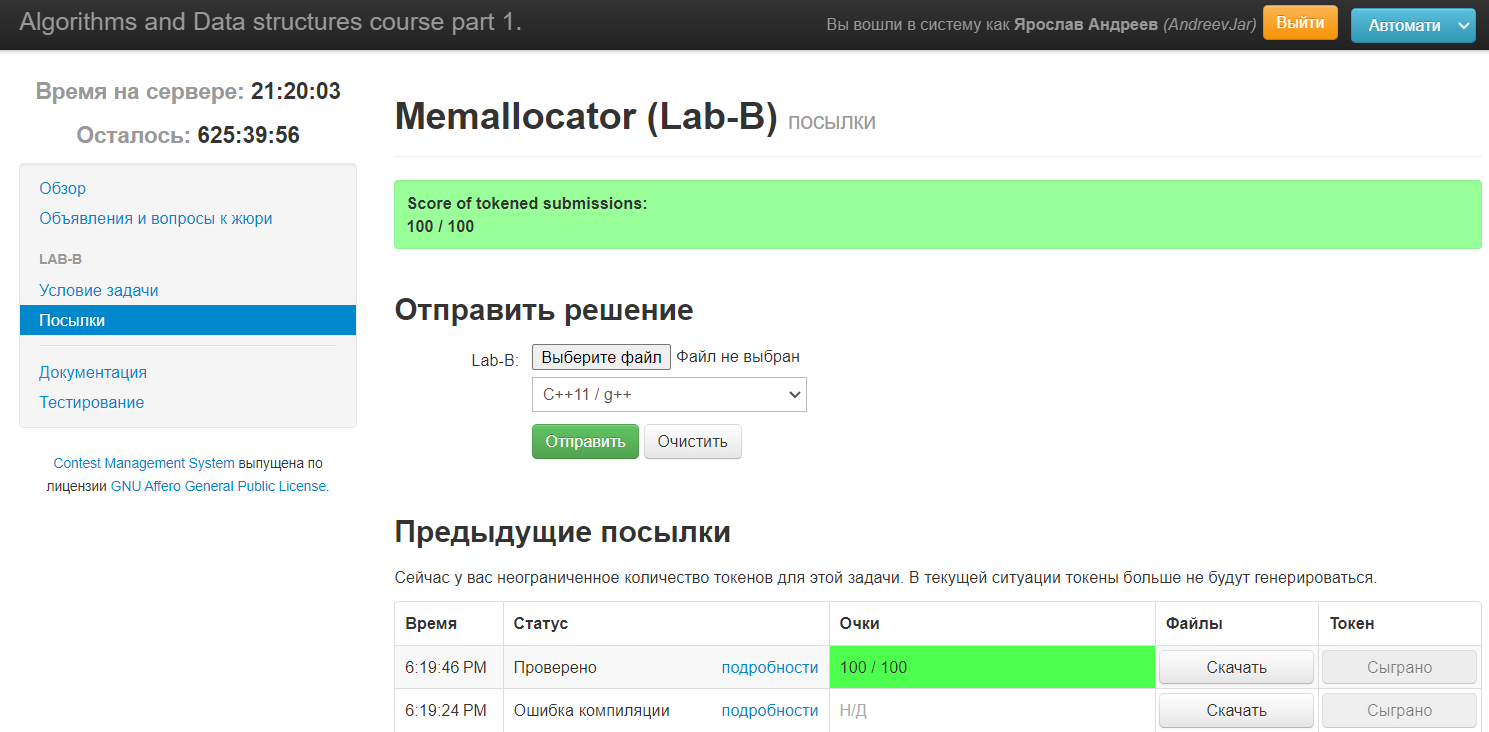 Algorithms and Data structures course part 1.
Вы вошли в систему как Ярослав Андреев (AndreevJar)
Выйти
Автомати
Время на сервере: 21:20:03
Осталось: 625:39:56
Обзор
Объявления и вопросы к жюри
LAB-B
Условие задачи
Посылки
Документация
Тестирование
Contest Management System выпущена по
лицензии GNU Affero General Public License.
Memallocator (Lab-B) посылки
Score of tokened submissions:
100 / 100
Отправить решение
Lab-B: Выберите файл Файл не выбран
C++11 / g++
Отправить Очистить
Предыдущие посылки
Сейчас у вас неограниченное количество токенов для этой задачи. В текущей ситуации токены больше не будут генерироваться.
Время Статус Очки Файлы Токен
6:19:46 PM Проверено подробности 100 / 100 Скачать Сыграно
6:19:24 PM Ошибка компиляции подробности Н/Д Скачать Сыграно